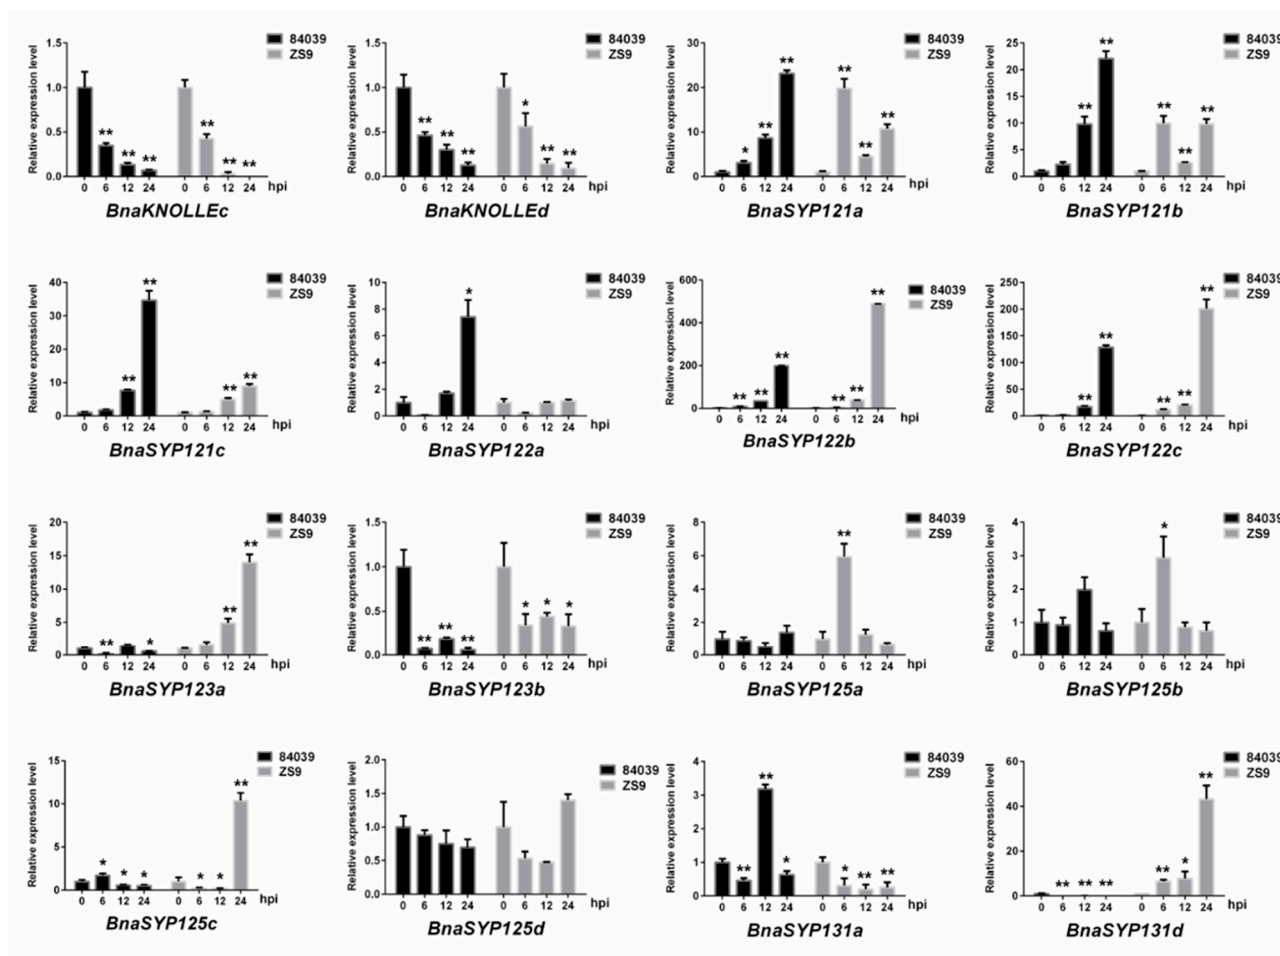 84039
ZS9
Relative expression level
1.5
1.0
0.5
0.0
** ** ** ** ** **
0 6 12 24 0 6 12 24 hpi
BnaKNOLLEc
84039
ZS9
Relative expression level
1.5
1.0
0.5
0.0
** ** ** * ** **
0 6 12 24 0 6 12 24 hpi
BnaKNOLLEd
84039
ZS9
Relative expression level
30
20
10
0
* ** ** ** ** **
0 6 12 24 0 6 12 24 hpi
BnaSYP121a
84039
ZS9
Relative expression level
25
20
15
10
5
0
** ** ** ** **
0 6 12 24 0 6 12 24 hpi
BnaSYP121b
84039
ZS9
Relative expression level
40
30
20
10
0
** ** ** **
0 6 12 24 0 6 12 24 hpi
BnaSYP121c
84039
ZS9
Relative expression level
10
8
6
4
2
0
*
0 6 12 24 0 6 12 24 hpi
BnaSYP122a
84039
ZS9
Relative expression level
600
400
200
0
** ** ** ** ** **
0 6 12 24 0 6 12 24 hpi
BnaSYP122b
84039
ZS9
Relative expression level
250
200
150
100
50
0
** ** ** ** **
0 6 12 24 0 6 12 24 hpi
BnaSYP122c
84039
ZS9
Relative expression level
20
15
10
5
0
** * ** **
0 6 12 24 0 6 12 24 hpi
BnaSYP123a
84039
ZS9
Relative expression level
1.5
1.0
0.5
0.0
** ** ** * * *
0 6 12 24 0 6 12 24 hpi
BnaSYP123b
84039
ZS9
Relative expression level
8
6
4
2
0
**
0 6 12 24 0 6 12 24 hpi
BnaSYP125a
84039
ZS9
Relative expression level
4
3
2
1
0
*
0 6 12 24 0 6 12 24 hpi
BnaSYP125b
84039
ZS9
Relative expression level
15
10
5
0
* * * * * **
0 6 12 24 0 6 12 24 hpi
BnaSYP125c
84039
ZS9
Relative expression level
2.0
1.5
1.0
0.5
0.0
0 6 12 24 0 6 12 24 hpi
BnaSYP125d
84039
ZS9
Relative expression level
4
3
2
1
0
** ** * * ** **
0 6 12 24 0 6 12 24 hpi
BnaSYP131a
84039
ZS9
Relative expression level
60
40
20
0
** ** ** ** * **
0 6 12 24 0 6 12 24 hpi
BnaSYP131d